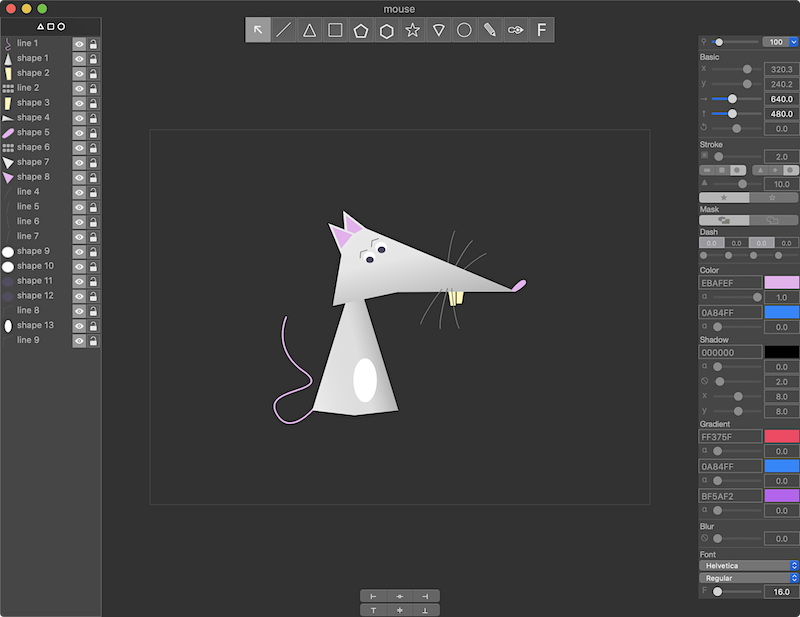 mouse
F
line 1
shape 1
shape 2
line 2
shape 3
shape 4
shape 5
shape 6
shape 7
shape 8
line 4
line 5
line 6
line 7
shape 9
shape 10
shape 11
shape 12
line 8
shape 13
line 9
100
Basic
x 320.3
y 240.2
640.0
480.0
0.0
Stroke
2.0
10.0
Mask
Dash
0.0 0.0 0.0 0.0
Color
EBAFEF
α 1.0
0A84FF
α 0.0
Shadow
000000
α 0.0
2.0
x 8.0
y 8.0
Gradient
FF375F
α 0.0
0A84FF
α 0.0
BF5AF2
α 0.0
Blur
0.0
Font
Helvetica
Regular
F 16.0